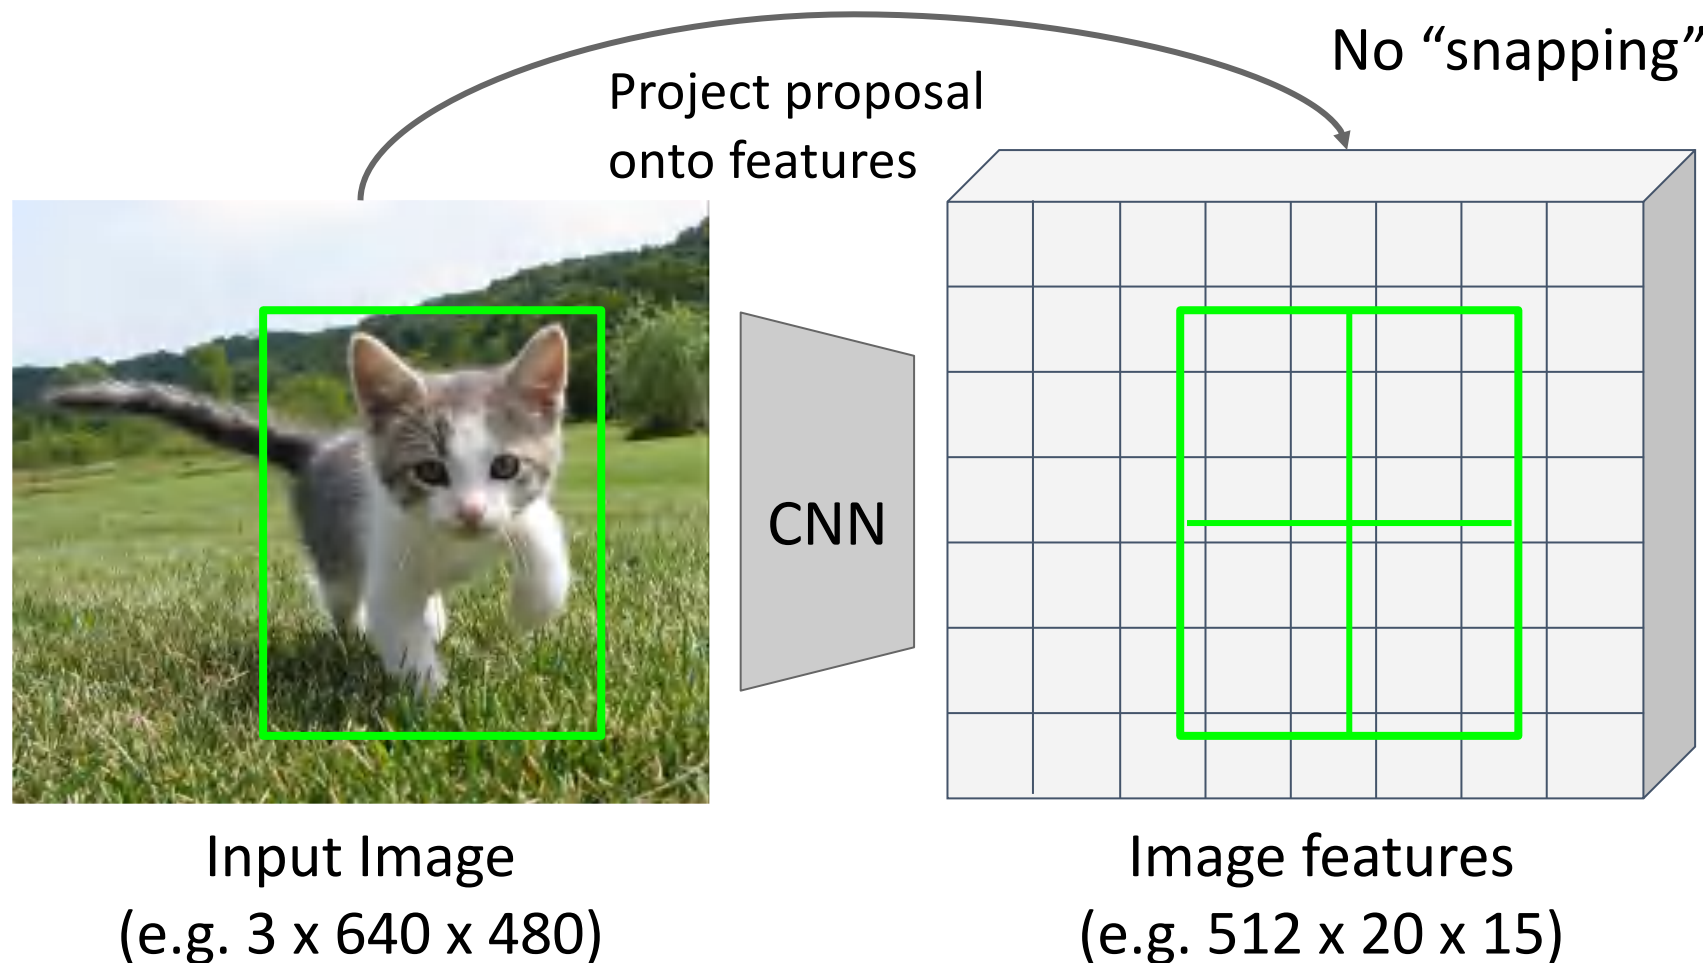 No “snapping”
Project proposal
onto features
CNN
Input Image
(e.g. 3 x 640 x 480)
Image features
(e.g. 512 x 20 x 15)